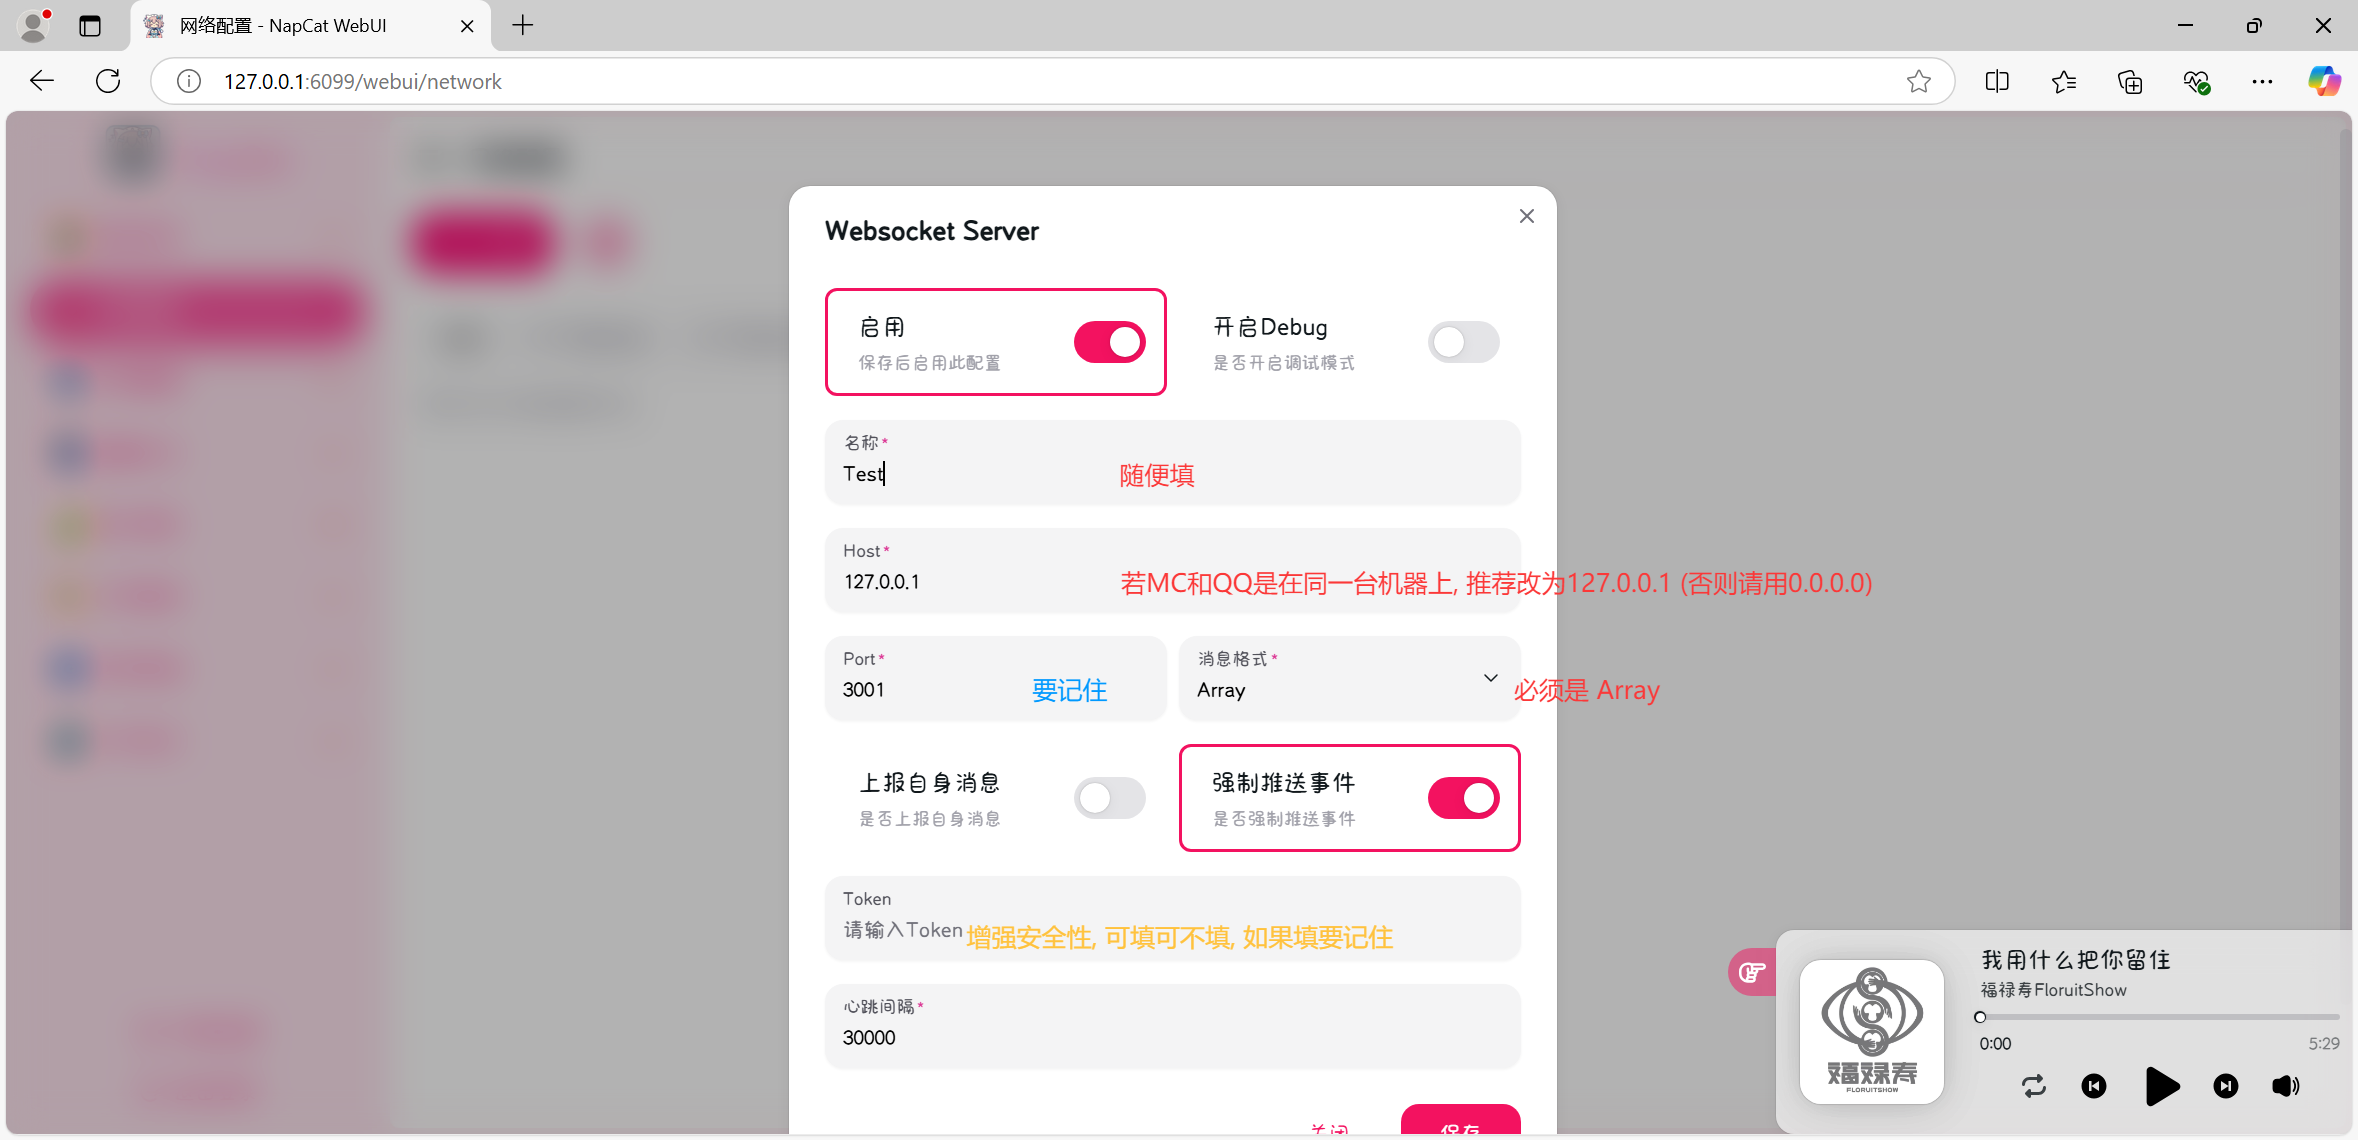 网络配置 - NapCat WebUI
127.0.0.1:6099/webui/network
Websocket Server
启用
保存后启用此配置
开启Debug
是否开启调试模式
名称*
Test
随便填
Host*
127.0.0.1
若MC和QQ是在同一台机器上, 推荐改为127.0.0.1 (否则请用0.0.0.0)
Port*
3001
要记住
消息格式*
Array
必须是 Array
上报自身消息
是否上报自身消息
强制推送事件
是否强制推送事件
Token
请输入Token
增强安全性, 可填可不填, 如果填要记住
心跳间隔*
30000
关闭
保存
我用什么把你留住
福禄寿FloruitShow
0:00
5:29
福禄寿
FLORUITSHOW